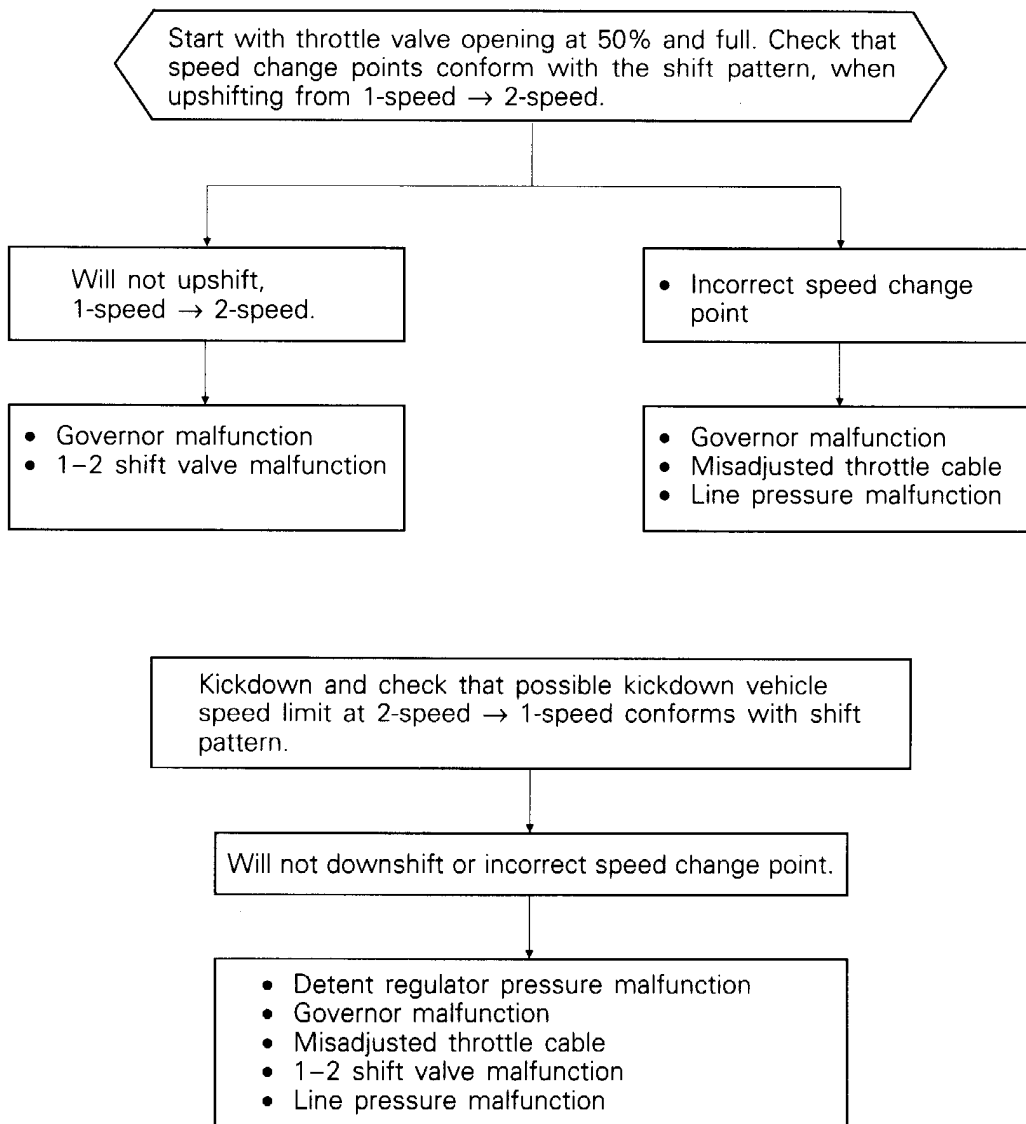 Start with throttle valve opening at 50% and full. Check that
speed change points conform with the shift pattern, when
upshifting from 1-speed → 2-speed.
Will not upshift,
1-speed → 2-speed.
• Incorrect speed change
point
• Governor malfunction
• 1–2 shift valve malfunction
• Governor malfunction
• Misadjusted throttle cable
• Line pressure malfunction
Kickdown and check that possible kickdown vehicle
speed limit at 2-speed → 1-speed conforms with shift
pattern.
Will not downshift or incorrect speed change point.
• Detent regulator pressure malfunction
• Governor malfunction
• Misadjusted throttle cable
• 1–2 shift valve malfunction
• Line pressure malfunction